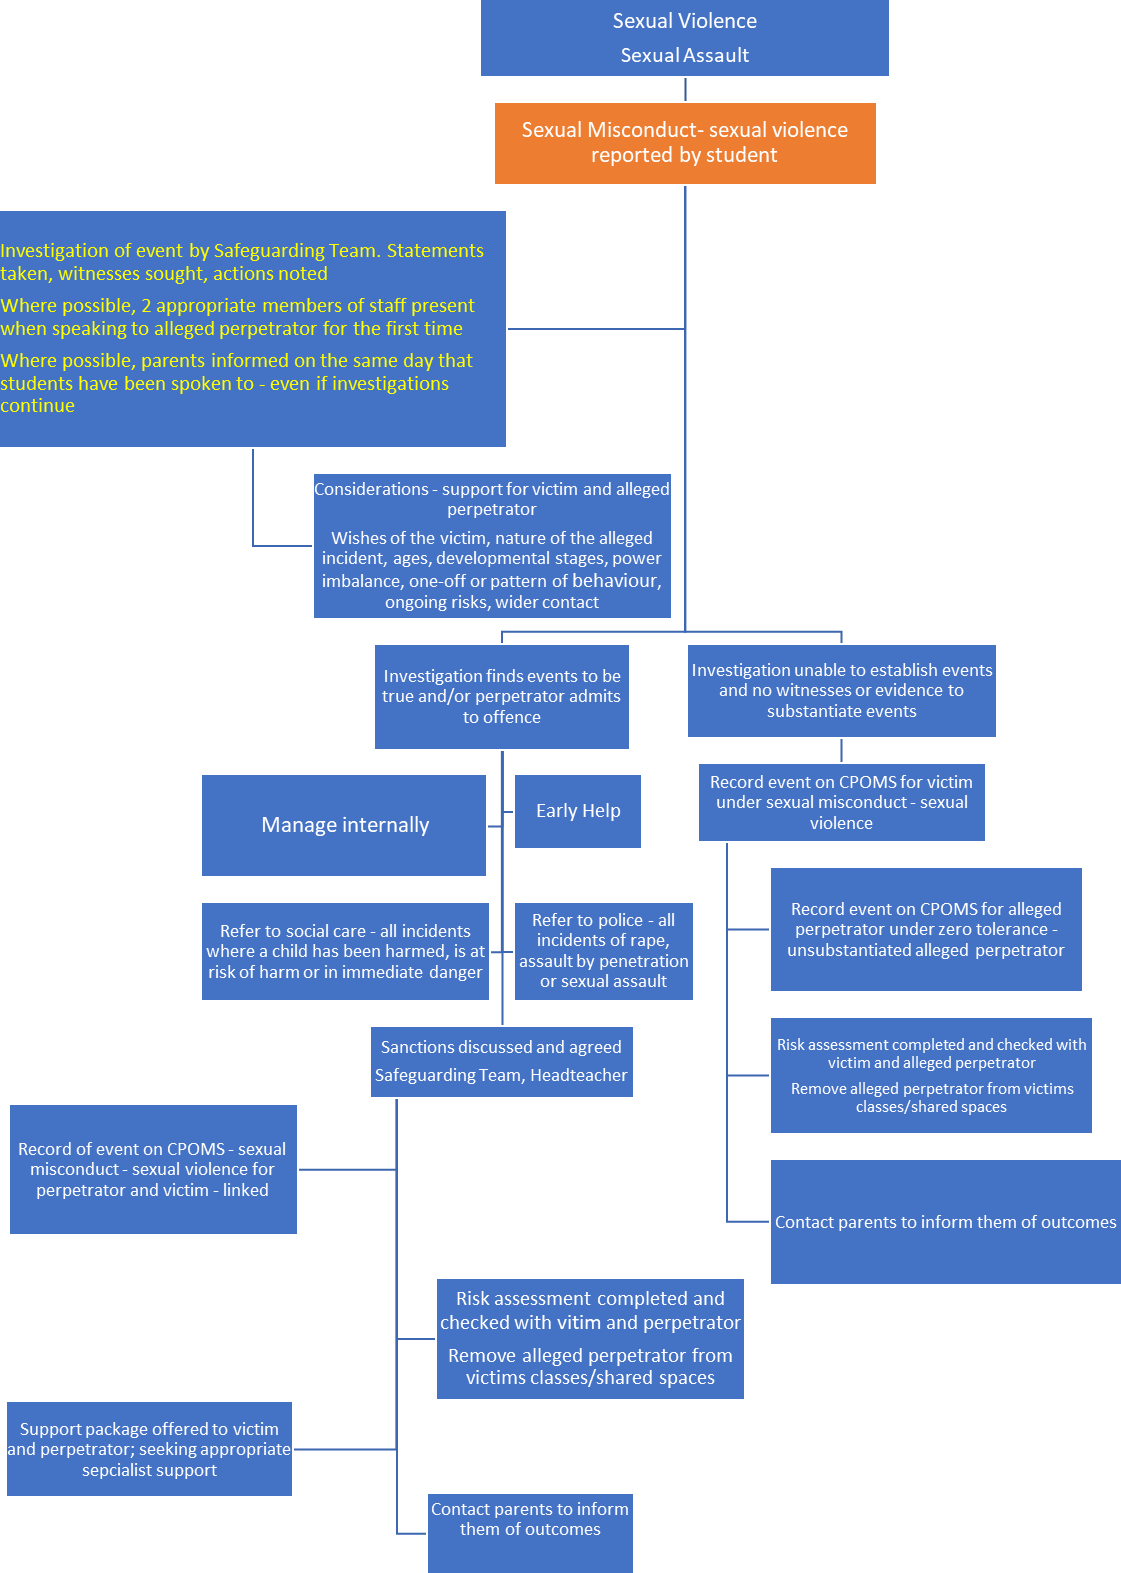 Sexual Violence
Sexual Assault
Sexual Misconduct- sexual violence
reported by student
Investigation of event by Safeguarding Team. Statements
taken, witnesses sought, actions noted
Where possible, 2 appropriate members of staff present
when speaking to alleged perpetrator for the first time
Where possible, parents informed on the same day that
students have been spoken to - even if investigations
continue
Considerations - support for victim and alleged
perpetrator
Wishes of the victim, nature of the alleged
incident, ages, developmental stages, power
imbalance, one-off or pattern of behaviour,
ongoing risks, wider contact
Investigation finds events to be
true and/or perpetrator admits
to offence
Investigation unable to establish events
and no witnesses or evidence to
substantiate events
Manage internally
Early Help
Record event on CPOMS for victim
under sexual misconduct - sexual
violence
Refer to social care - all incidents
where a child has been harmed, is at
risk of harm or in immediate danger
Refer to police - all
incidents of rape,
assault by penetration
or sexual assault
Record event on CPOMS for alleged
perpetrator under zero tolerance -
unsubstantiated alleged perpetrator
Sanctions discussed and agreed
Safeguarding Team, Headteacher
Risk assessment completed and checked with
victim and alleged perpetrator
Remove alleged perpetrator from victims
classes/shared spaces
Record of event on CPOMS - sexual
misconduct - sexual violence for
perpetrator and victim - linked
Contact parents to inform them of outcomes
Risk assessment completed and
checked with vitim and perpetrator
Remove alleged perpetrator from
victims classes/shared spaces
Support package offered to victim
and perpetrator; seeking appropriate
sepcialist support
Contact parents to inform
them of outcomes